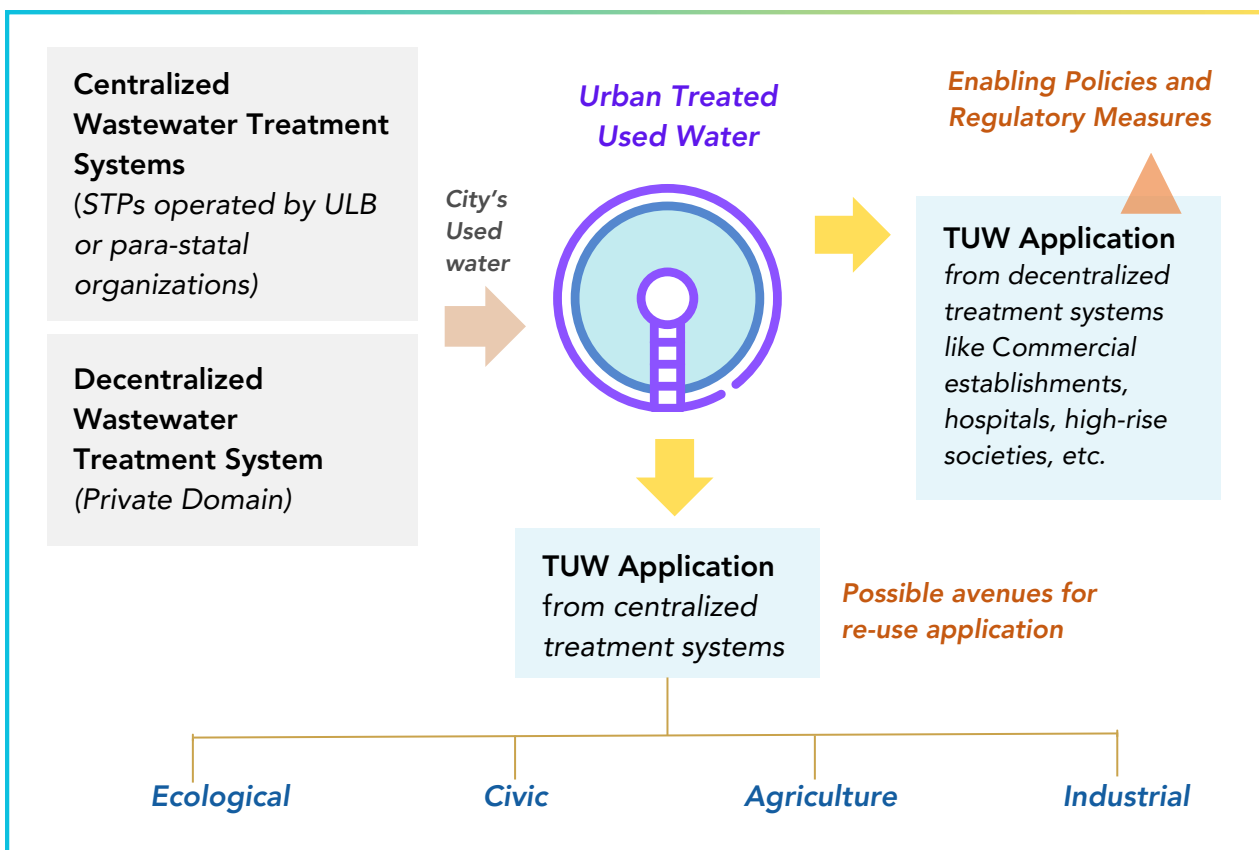 Centralized
Wastewater Treatment
Systems
(STPs operated by ULB
or para-statal
organizations)
Decentralized
Wastewater
Treatment System
(Private Domain)
City's
Used
water
Urban Treated
Used Water
Enabling Policies and
Regulatory Measures
TUW Application
from decentralized
treatment systems
like Commercial
establishments,
hospitals, high-rise
societies, etc.
TUW Application
from centralized
treatment systems
Possible avenues for
re-use application
Ecological
Civic
Agriculture
Industrial